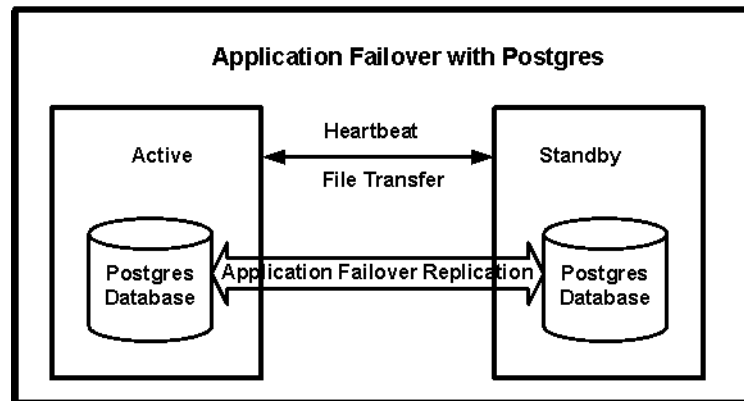 Application Failover with Postgres
Heartbeat
Active
Standby
File Transfer
Postgres
Database
Application Failover Replication
Postgres
Database